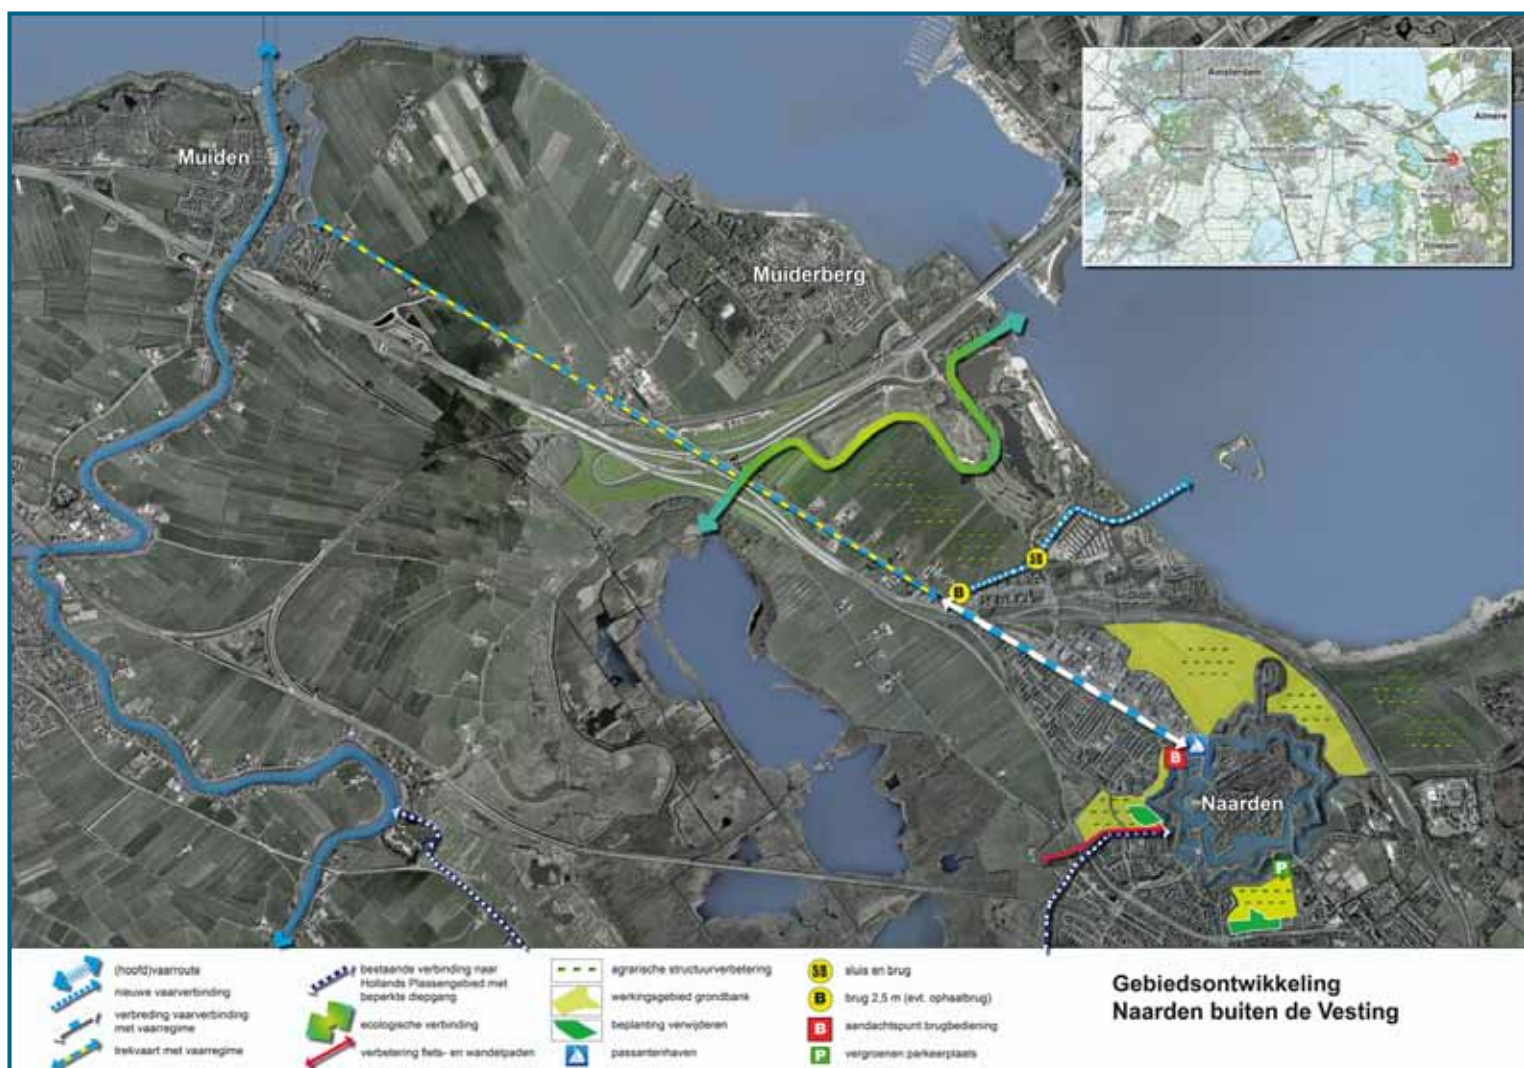 Muiden
Muiderberg
Naarden
Amsterdam
Almere
SB
B
B
P
(hoofd)vaarroute
nieuwe vaarverbinding
verbreding vaarverbinding
met vaarregime
trekvaart met vaarregime
bestaande verbinding naar
Hollands Plassengebied met
beperkte diepgang
ecologische verbinding
verbetering fiets- en wandelpaden
agrarische structuurverbetering
werkingsgebied grondbank
beplanting verwijderen
passantenhaven
SB
sluis en brug
B
brug 2,5 m (evt. ophaalbrug)
B
aandachtspunt brugbediening
P
vergroenen parkeerplaats
Gebiedsontwikkeling
Naarden buiten de Vesting